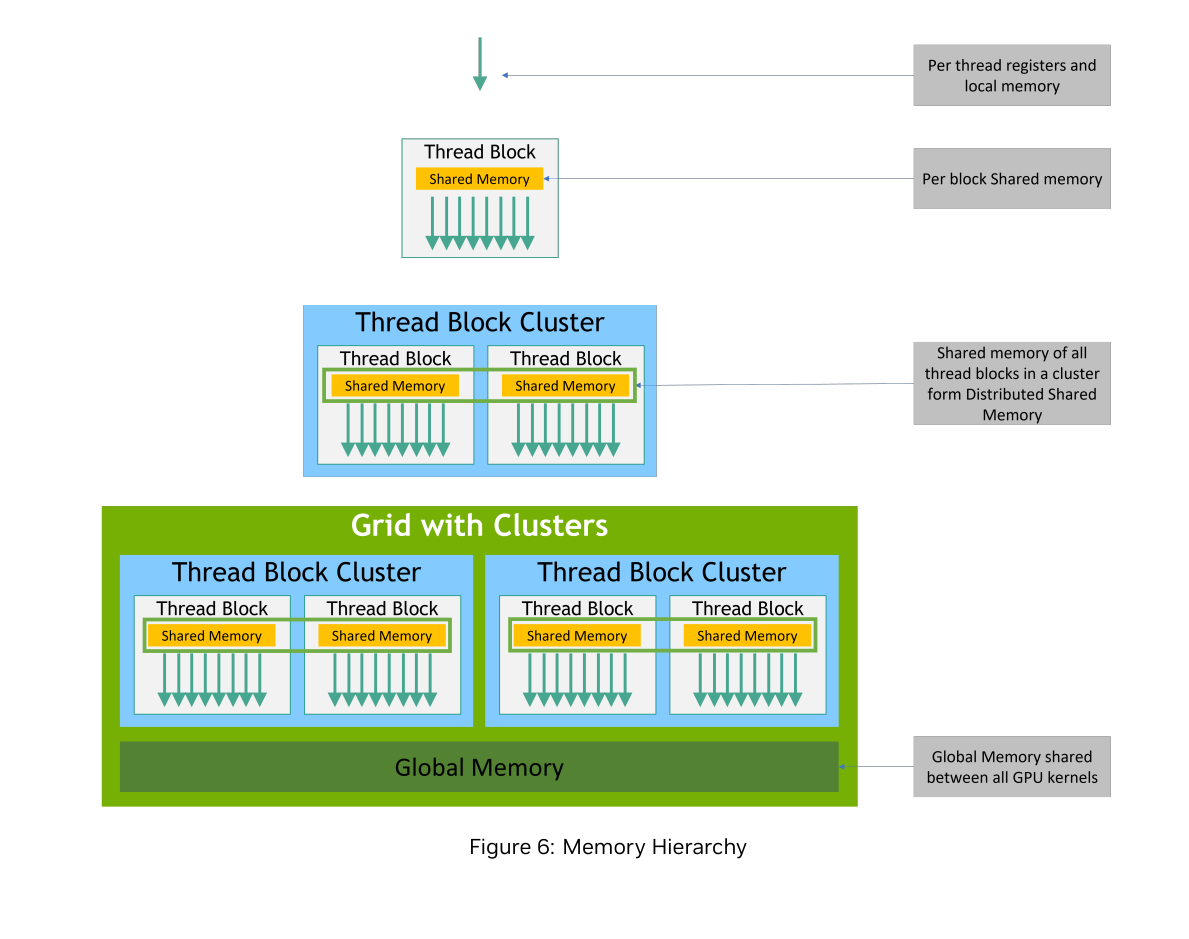 Per thread registers and
local memory
Thread Block
Shared Memory
Per block Shared memory
Thread Block Cluster
Thread Block
Thread Block
Shared Memory
Shared Memory
Shared memory of all
thread blocks in a cluster
form Distributed Shared
Memory
Grid with Clusters
Thread Block Cluster
Thread Block
Thread Block
Shared Memory
Shared Memory
Thread Block Cluster
Thread Block
Thread Block
Shared Memory
Shared Memory
Global Memory
Global Memory shared
between all GPU kernels
Figure 6: Memory Hierarchy